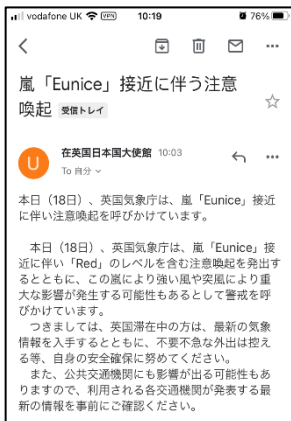 vodafone UK VPN 10:19 76%
嵐「Eunice」接近に伴う注意
喚起 受信トレイ
U 在英国日本国大使館 10:03
To 自分
本日（18日）、英国気象庁は、嵐「Eunice」接近
に伴い注意喚起を呼びかけています。
本日（18日）、英国気象庁は、嵐「Eunice」接
近に伴い「Red」のレベルを含む注意喚起を発出す
るとともに、この嵐により強い風や突風により重
大な影響が発生する可能性もあるとして警戒を呼
びかけています。
つきましては、英国滞在中の方は、最新の気象
情報を入手するとともに、不要不急な外出は控え
る等、自身の安全確保に努めてください。
また、公共交通機関にも影響が出る可能性もあ
りますので、利用される各交通機関が発表する最
新の情報を事前にご確認ください。